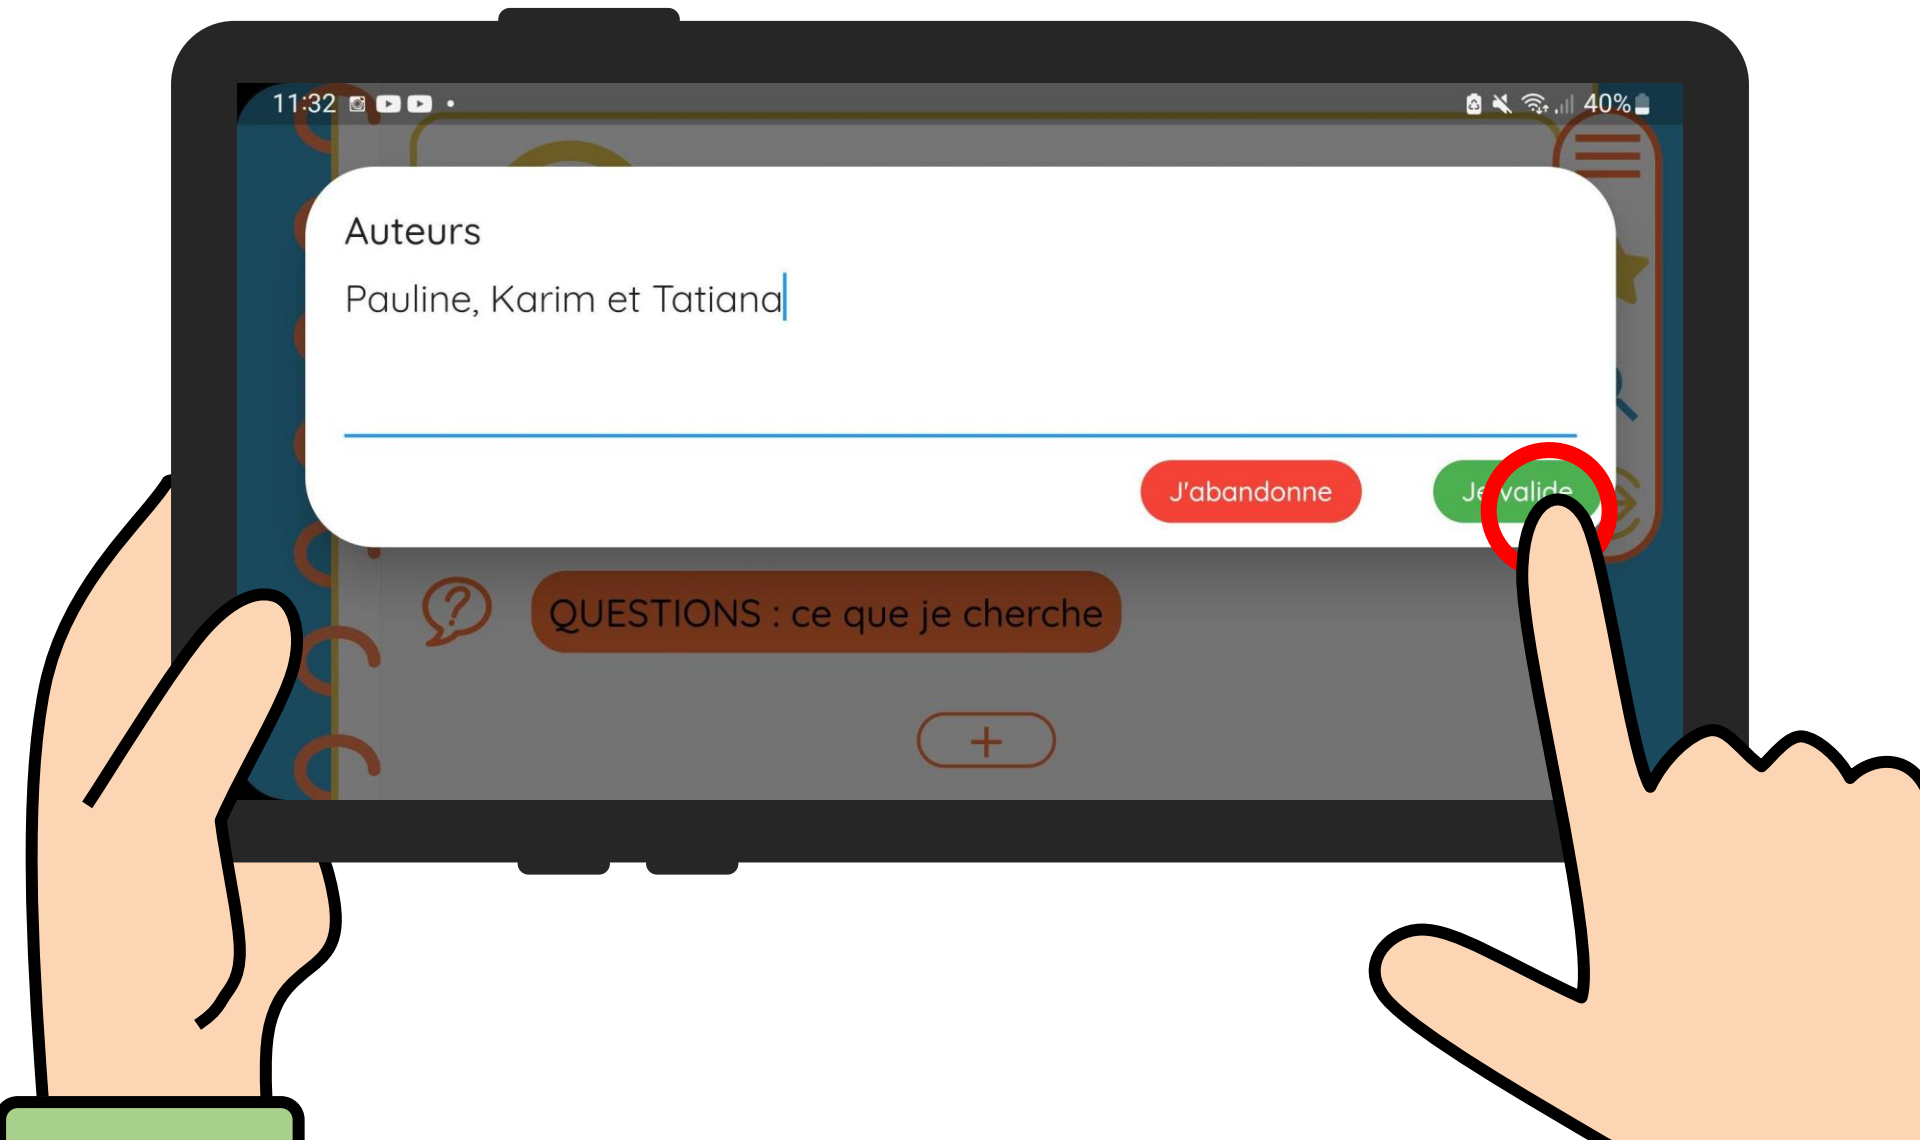 11:32
40%
Auteurs
Pauline, Karim et Tatiana
J'abandonne
Je valide
QUESTIONS : ce que je cherche
+